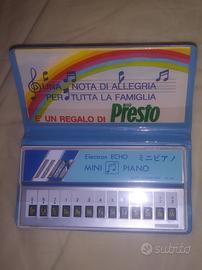 UNA NOTA DI ALLEGRIA
PER TUTTA LA FAMIGLIA
E' UN REGALO DI Presto
Electron ECHO ミニピアノ
MINI PIANO
subito